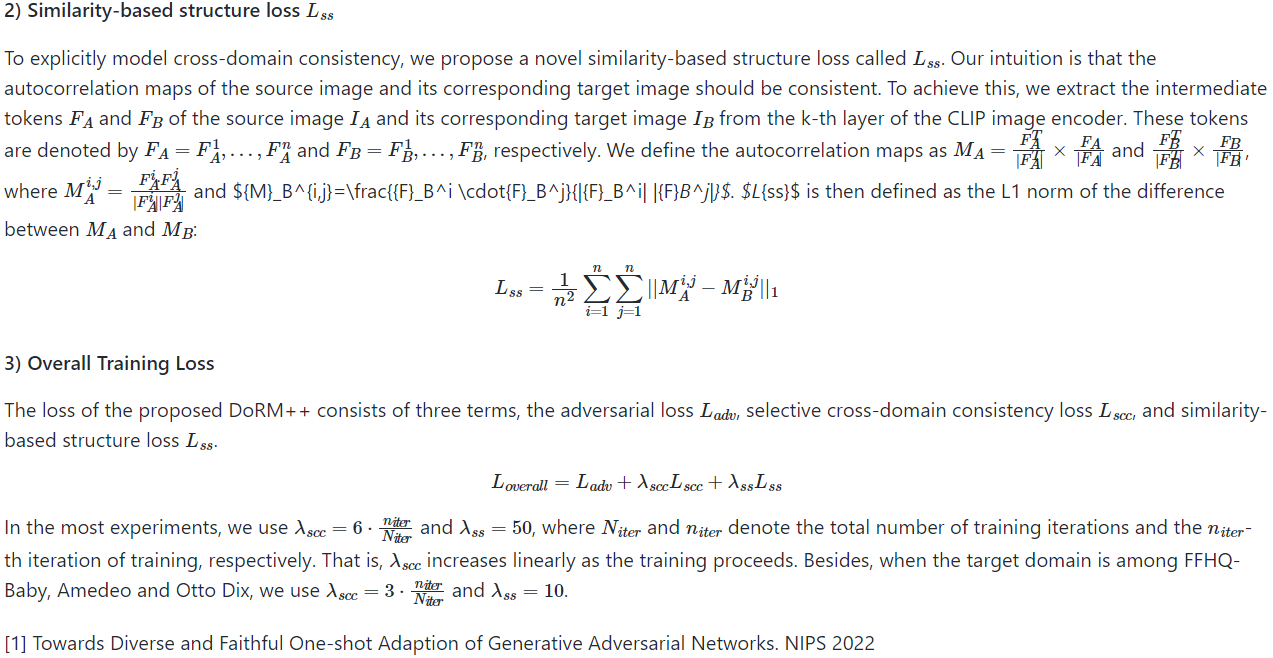 2) Similarity-based structure loss $L_{ss}$
To explicitly model cross-domain consistency, we propose a novel similarity-based structure loss called $L_{ss}$. Our intuition is that the
autocorrelation maps of the source image and its corresponding target image should be consistent. To achieve this, we extract the intermediate
tokens $F_A$ and $F_B$ of the source image $I_A$ and its corresponding target image $I_B$ from the k-th layer of the CLIP image encoder. These tokens
are denoted by $F_A = F_A^1, \ldots, F_A^n$ and $F_B = F_B^1, \ldots, F_B^n$, respectively. We define the autocorrelation maps as $M_A = \frac{F_A^T}{|F_A^T|} \times \frac{F_A}{|F_A|}$ and $\frac{F_B^T}{|F_B^T|} \times \frac{F_B}{|F_B|}$,
where $M_A^{i,j} = \frac{F_A^i F_A^j}{|F_A^i||F_A^j|}$ and ${M}_B^{i,j}=\frac{{F}_B^i \cdot{F}_B^j}{|{F}_B^i| |{F}B^j|}$. $L{ss}$ is then defined as the L1 norm of the difference
between $M_A$ and $M_B$:
$L_{ss} = \frac{1}{n^2} \sum_{i=1}^{n} \sum_{j=1}^{n} ||M_A^{i,j} - M_B^{i,j}||_1$
3) Overall Training Loss
The loss of the proposed DoRM++ consists of three terms, the adversarial loss $L_{adv}$, selective cross-domain consistency loss $L_{scc}$, and similarity-
based structure loss $L_{ss}$.
$L_{overall} = L_{adv} + \lambda_{scc} L_{scc} + \lambda_{ss} L_{ss}$
In the most experiments, we use $\lambda_{scc} = 6 \cdot \frac{n_{iter}}{N_{iter}}$ and $\lambda_{ss} = 50$, where $N_{iter}$ and $n_{iter}$ denote the total number of training iterations and the $n_{iter}$-
th iteration of training, respectively. That is, $\lambda_{scc}$ increases linearly as the training proceeds. Besides, when the target domain is among FFHQ-
Baby, Amedeo and Otto Dix, we use $\lambda_{scc} = 3 \cdot \frac{n_{iter}}{N_{iter}}$ and $\lambda_{ss} = 10$.
[1] Towards Diverse and Faithful One-shot Adaption of Generative Adversarial Networks. NIPS 2022